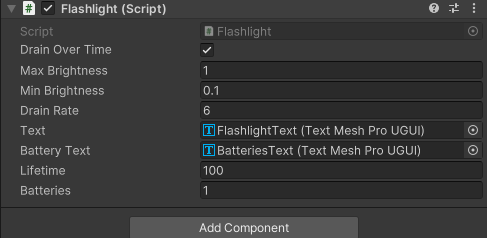 Flashlight (Script)
Script Flashlight
Drain Over Time
Max Brightness 1
Min Brightness 0.1
Drain Rate 6
Text FlashlightText (Text Mesh Pro UGUI)
Battery Text BatteriesText (Text Mesh Pro UGUI)
Lifetime 100
Batteries 1
Add Component